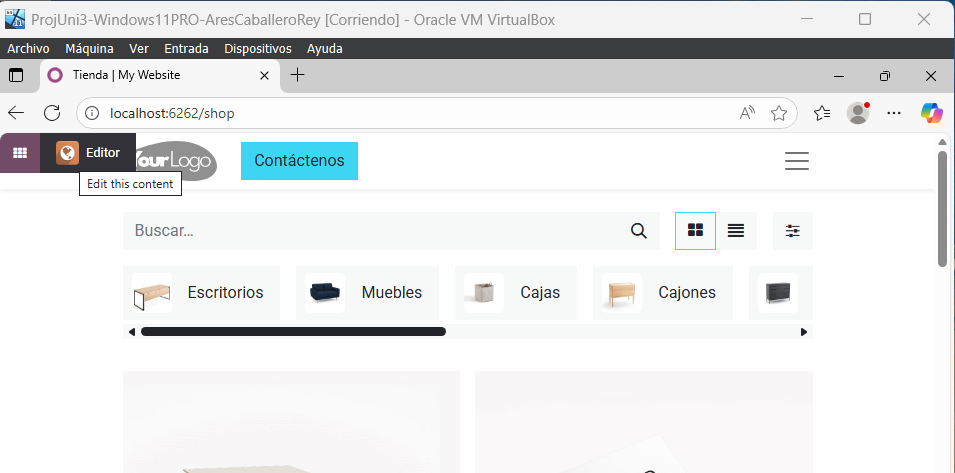 ProjUni3-Windows11PRO-AresCaballeroRey [Corriendo] - Oracle VM VirtualBox
Archivo Máquina Ver Entrada Dispositivos Ayuda
Tienda | My Website
localhost:6262/shop
Editor
YourLogo
Contáctenos
Edit this content
Buscar...
Escritorios
Muebles
Cajas
Cajones